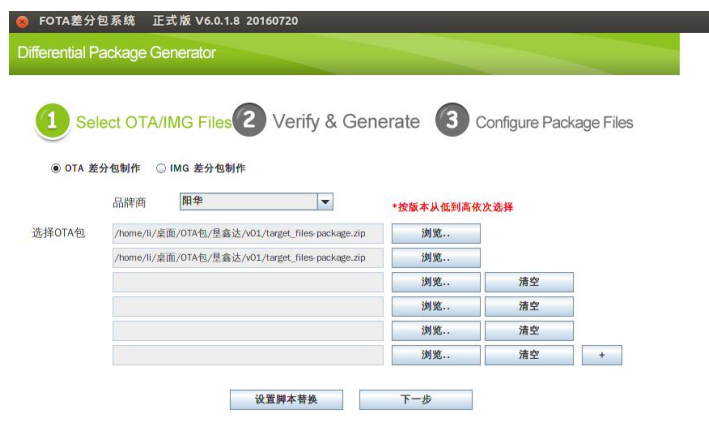 FOTA差分包系统 正式版 V6.0.1.8 20160720
Differential Package Generator
1 Select OTA/IMG Files 2 Verify & Generate 3 Configure Package Files
OTA 差分包制作 IMG 差分包制作
品牌商 阳华 *按版本从低到高依次选择
选择OTA包 /home/li/桌面/OTA包/昱鑫达/v01/target_files-package.zip 浏览..
/home/li/桌面/OTA包/昱鑫达/v01/target_files-package.zip 浏览..
浏览.. 清空
浏览.. 清空
浏览.. 清空
浏览.. 清空 +
设置脚本替换 下一步